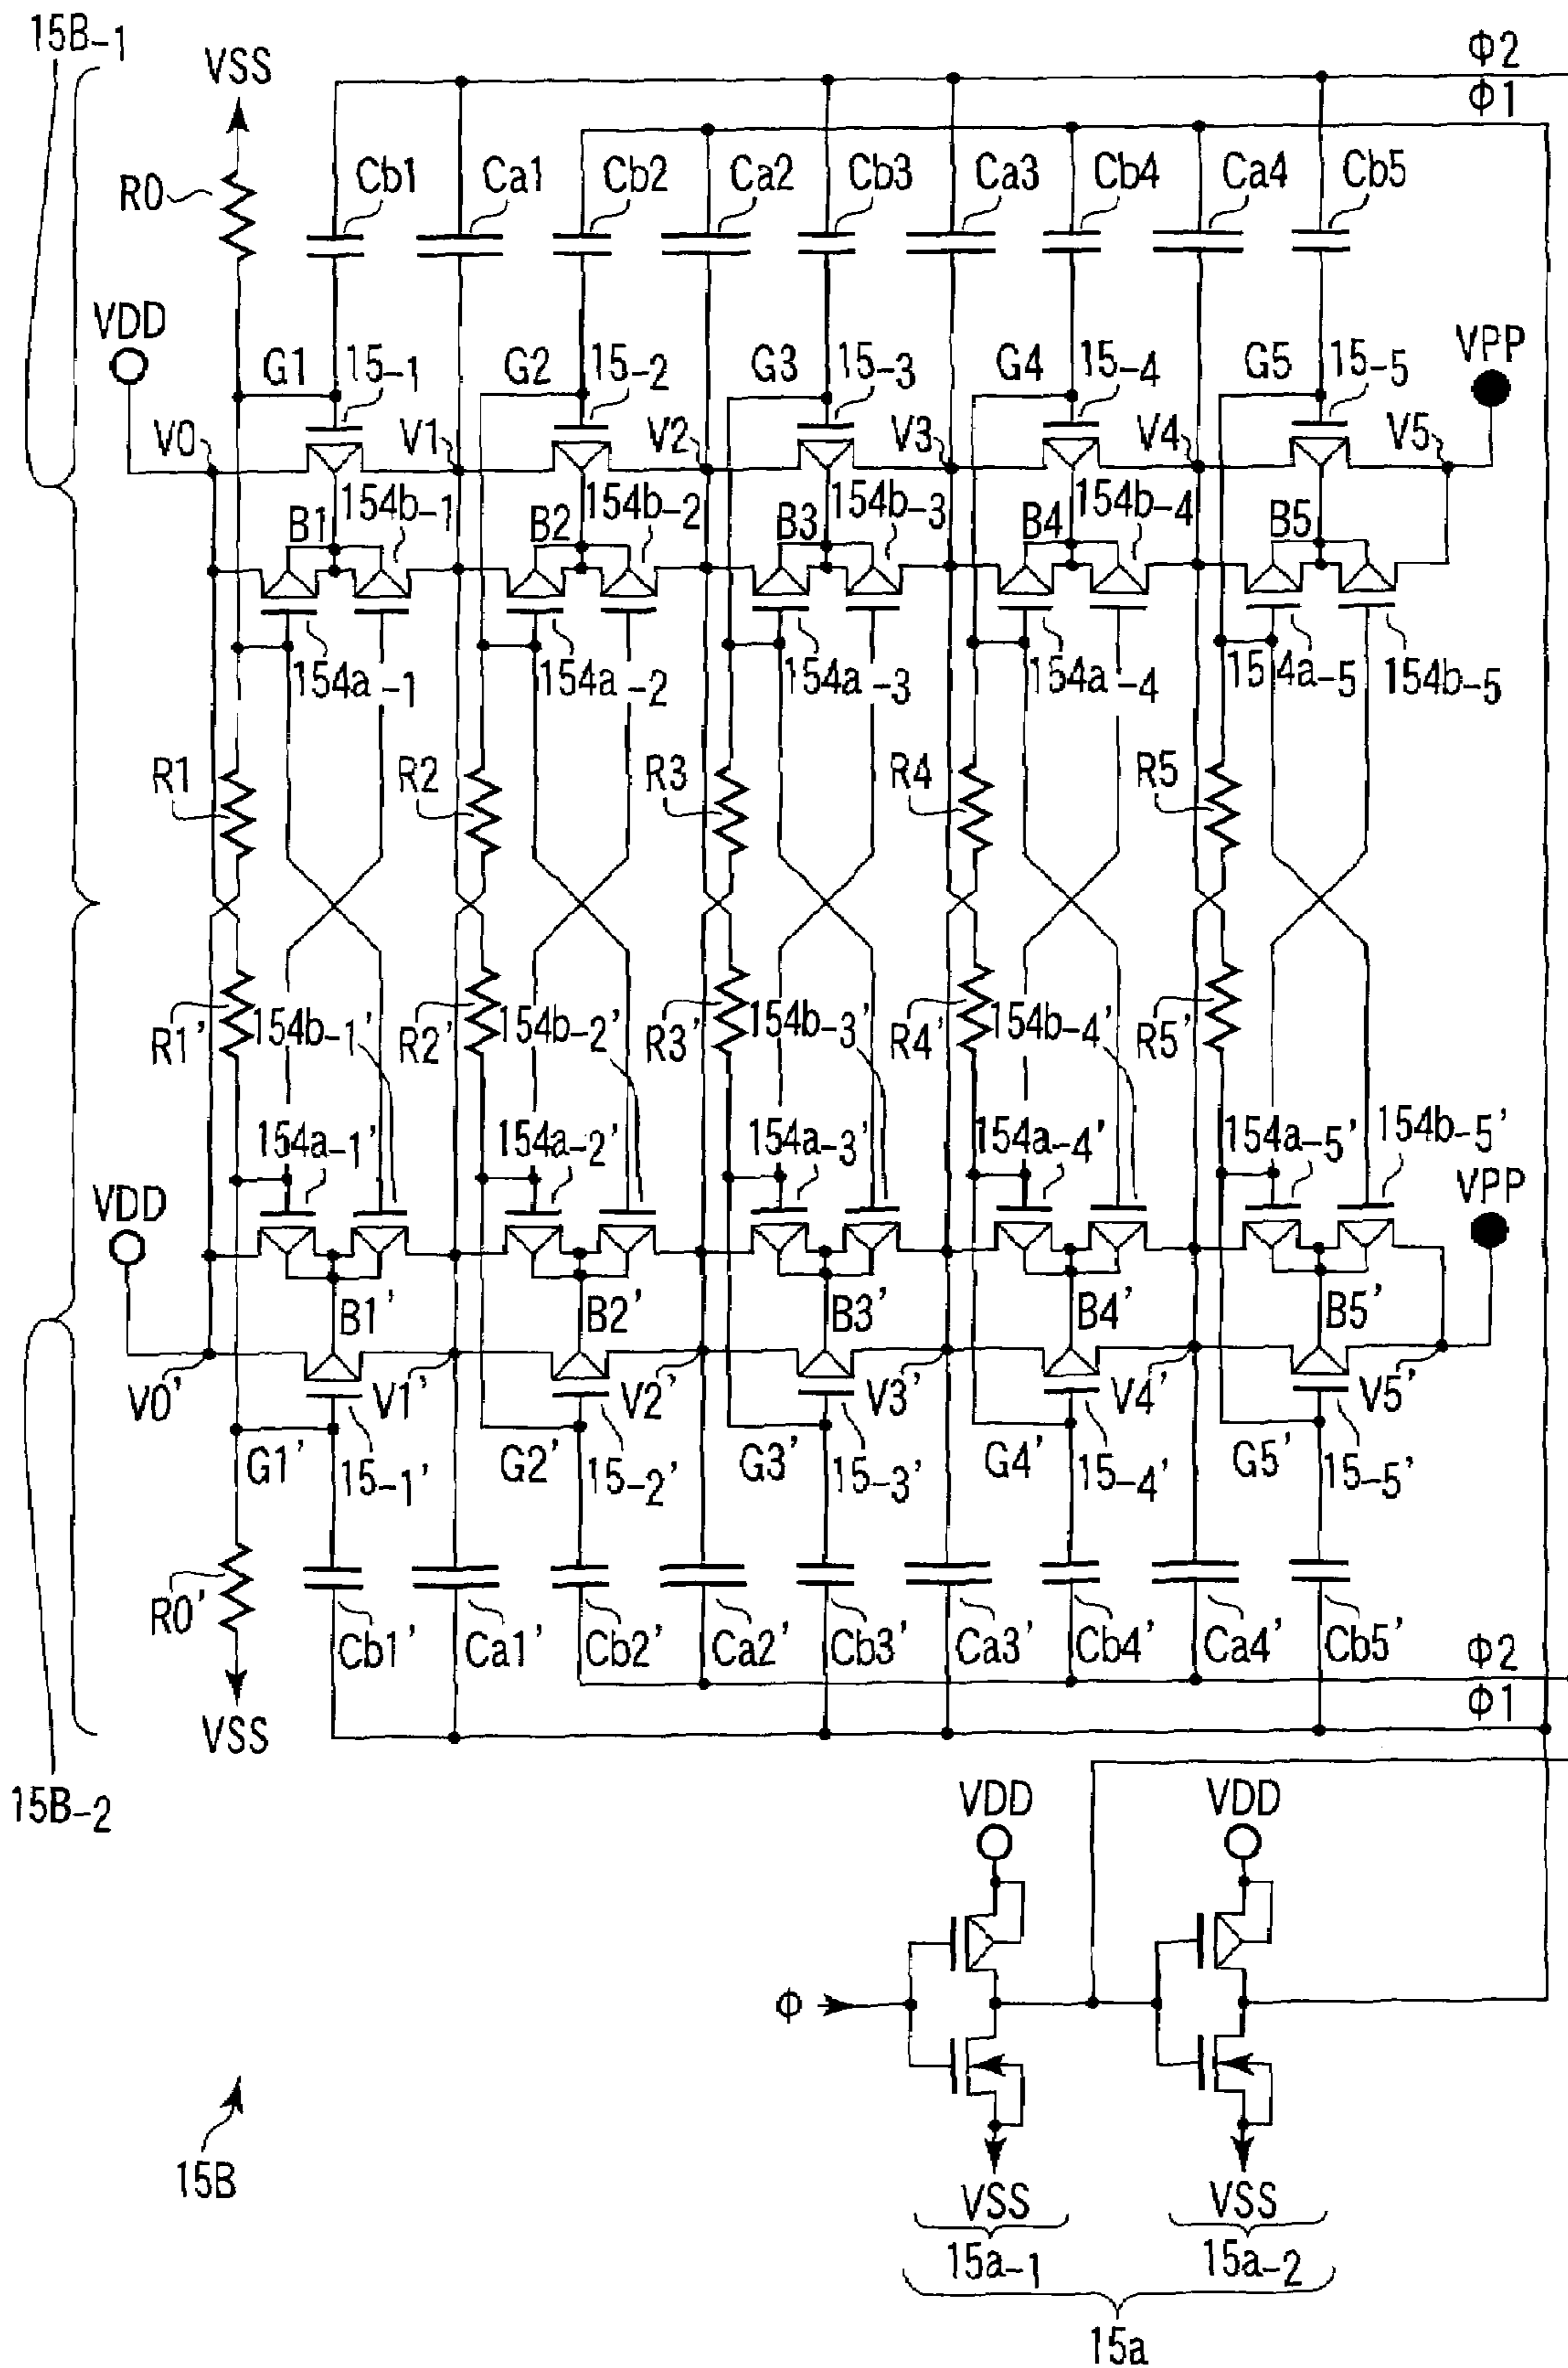 15B-1
VSS
Φ2
Φ1
R0
Cb1
Ca1
Cb2
Ca2
Cb3
Ca3
Cb4
Ca4
Cb5
VDD
G1
15-1
G2
15-2
G3
15-3
G4
15-4
G5
15-5
VPP
V0
V1
V2
V3
V4
V5
B1
154b-1
B2
154b-2
B3
154b-3
B4
154b-4
B5
154a-1
154a-2
154a-3
154a-4
154a-5
154b-5
R1
R2
R3
R4
R5
R1'
154b-1'
R2'
154b-2'
R3'
154b-3'
R4'
154b-4'
R5'
154a-1'
154a-2'
154a-3'
154a-4'
154a-5'
154b-5'
VDD
VPP
B1'
B2'
B3'
B4'
B5'
V0'
V1'
V2'
V3'
V4'
V5'
G1'
15-1'
G2'
15-2'
G3'
15-3'
G4'
15-4'
G5'
15-5'
R0'
Cb1'
Ca1'
Cb2'
Ca2'
Cb3'
Ca3'
Cb4'
Ca4'
Cb5'
Φ2
Φ1
VSS
15B-2
VDD
VDD
Φ
15B
VSS
VSS
15a-1
15a-2
15a